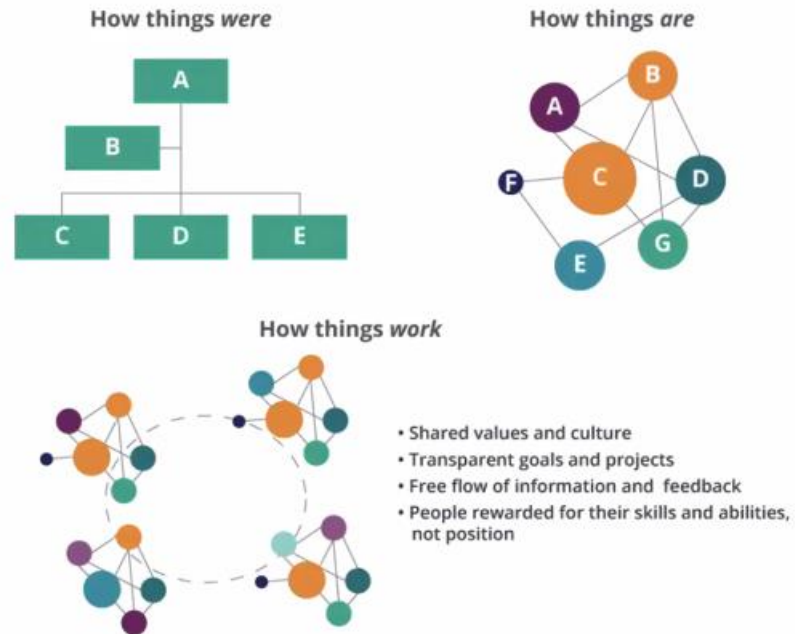 How things were
How things are
A
B
C
D
E
A
B
C
D
F
E
G
How things work
• Shared values and culture
• Transparent goals and projects
• Free flow of information and feedback
• People rewarded for their skills and abilities,
not position